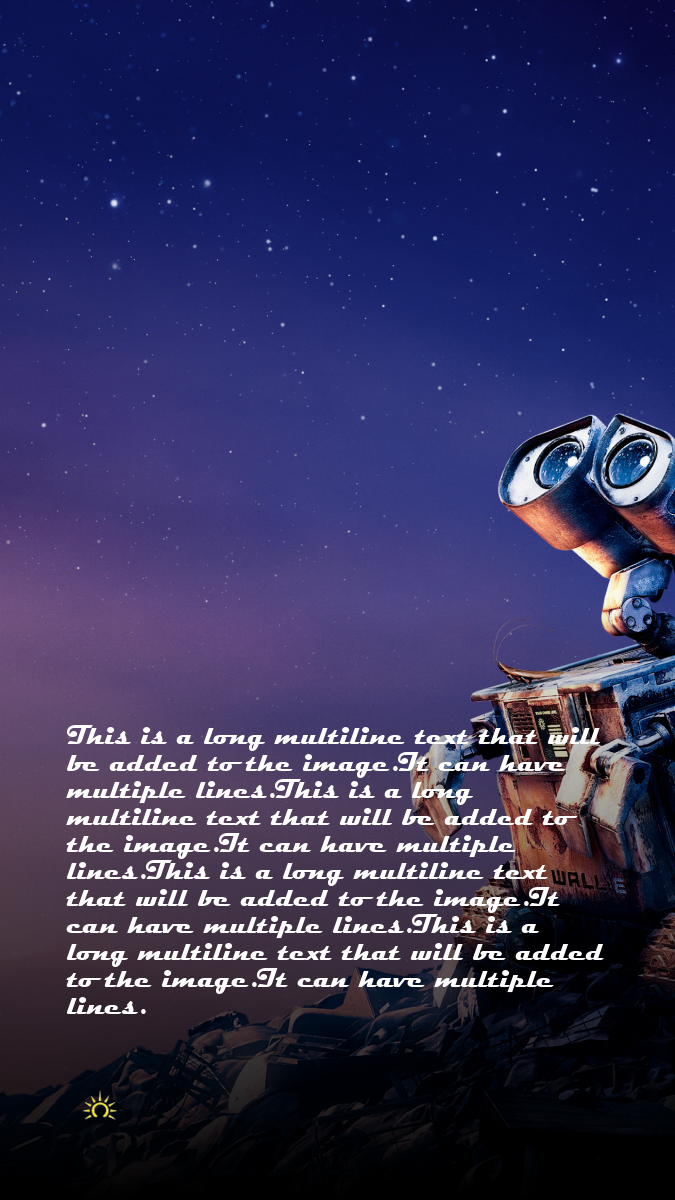 This is a long multiline text that will
be added to the image.It can have
multiple lines.This is a long
multiline text that will be added to
the image.It can have multiple
lines.This is a long multiline text
that will be added to the image.It
can have multiple lines.This is a
long multiline text that will be added
to the image.It can have multiple
lines.
WALL E